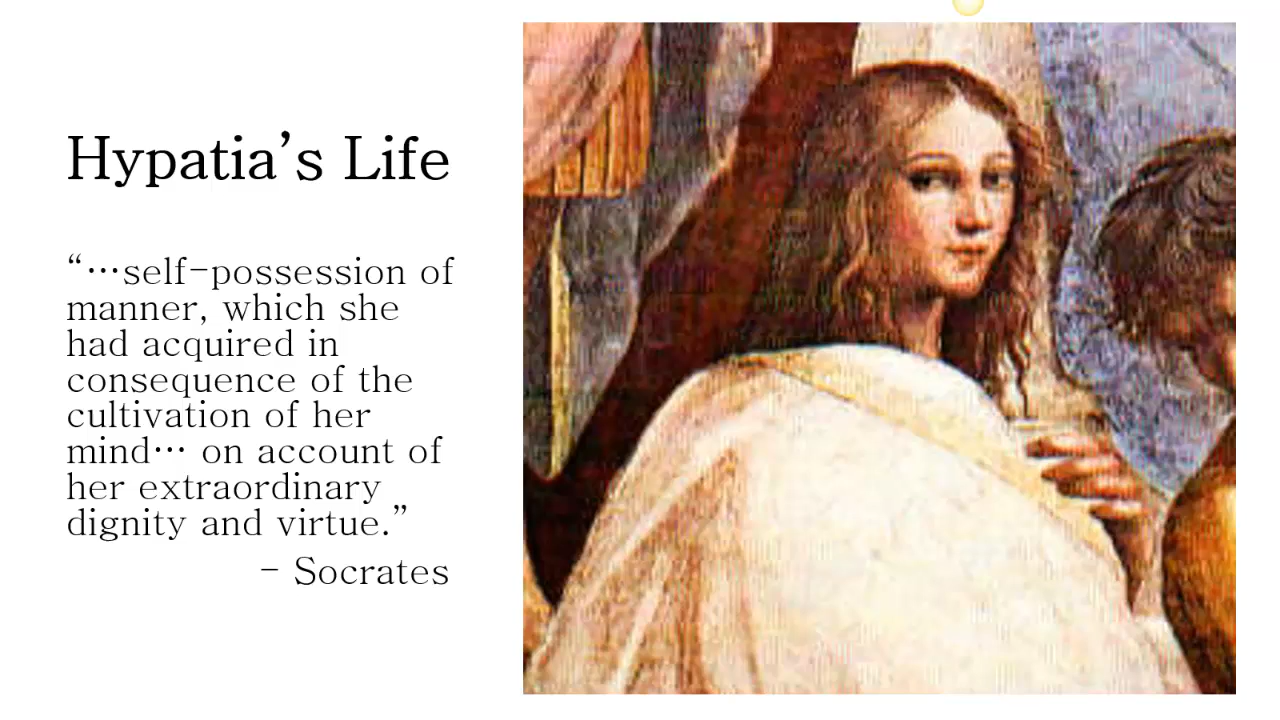 Hypatia’s Life
“…self-possession of
manner, which she
had acquired in
consequence of the
cultivation of her
mind… on account of
her extraordinary
dignity and virtue.”
- Socrates